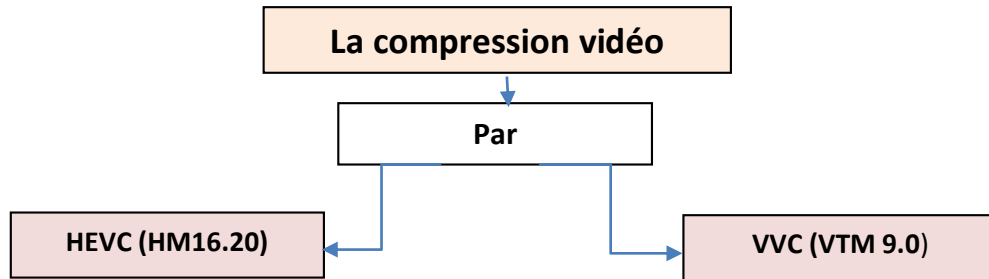 La compression vidéo
Par
HEVC (HM16.20)
VVC (VTM 9.0)